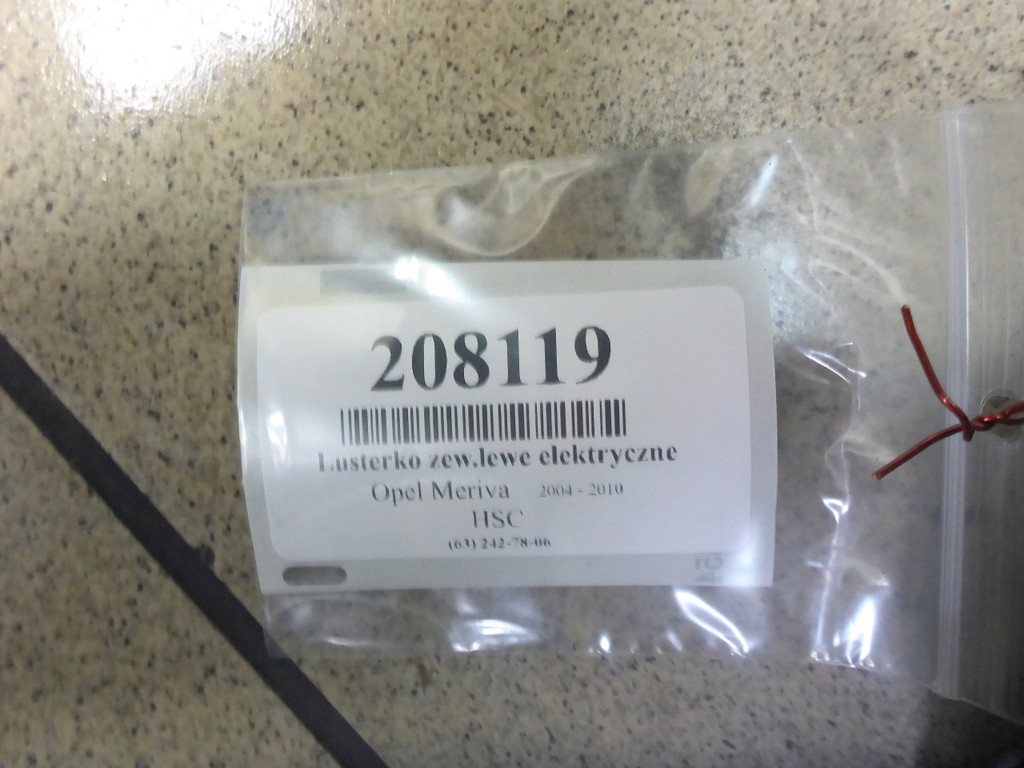 208119
Lusterko zew.lewe elektryczne
Opel Meriva 2004 - 2010
HSC
(63) 242-78-06